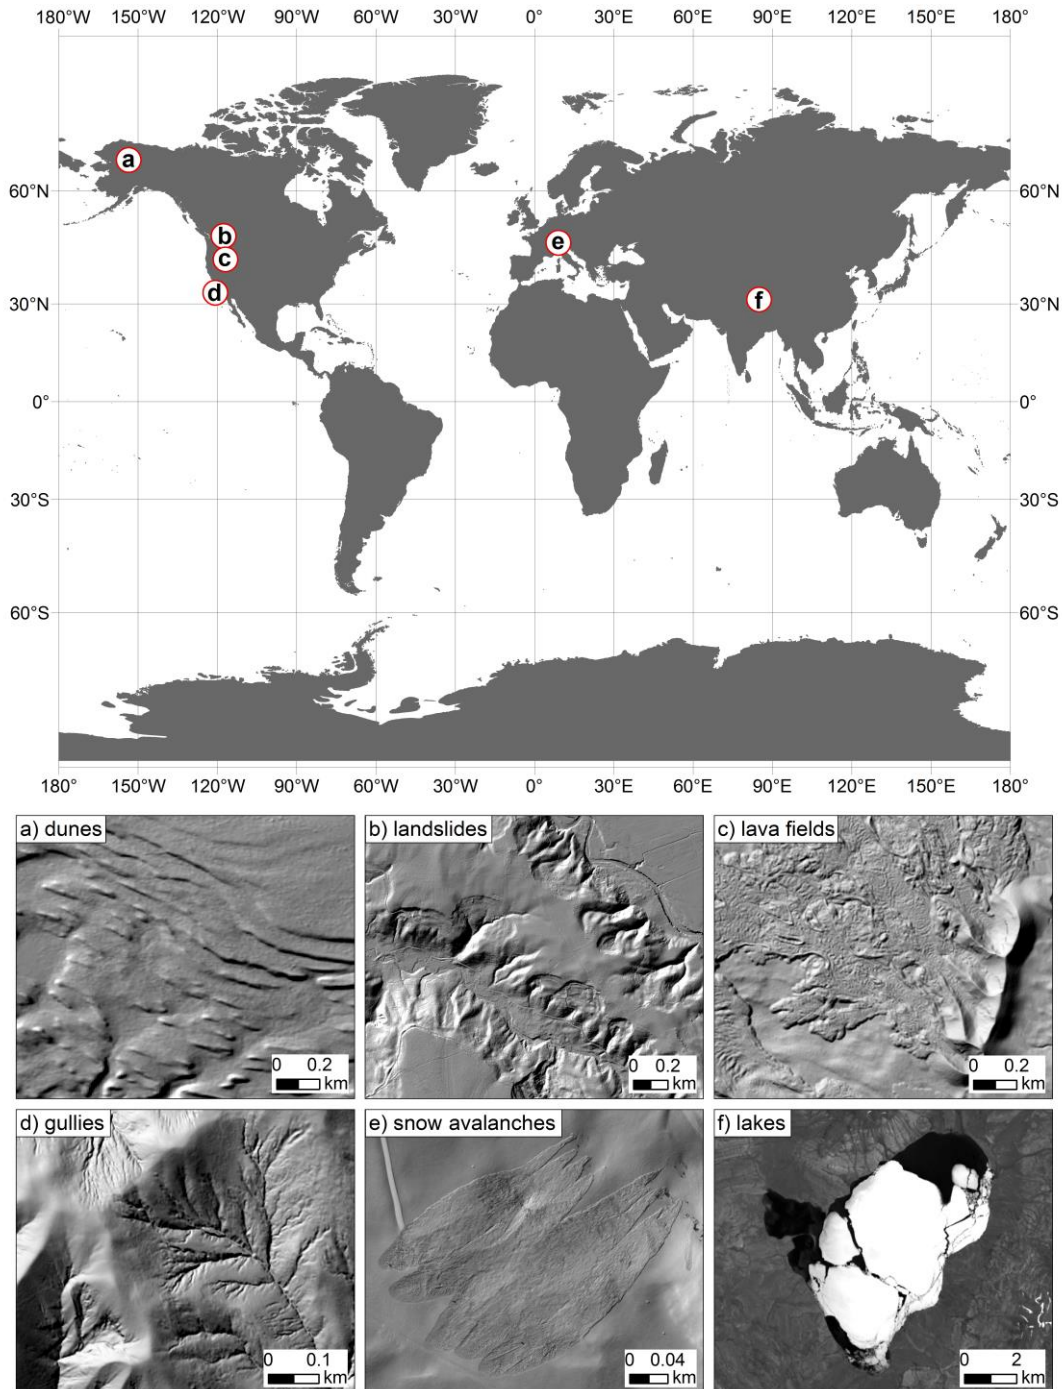 180° 150°W 120°W 90°W 60°W 30°W 0° 30°E 60°E 90°E 120°E 150°E 180°
a
60°N 60°N
b
e
c
d
f
30°N 30°N
0° 0°
30°S 30°S
60°S 60°S
180° 150°W 120°W 90°W 60°W 30°W 0° 30°E 60°E 90°E 120°E 150°E 180°
a) dunes
0 0.2
km
b) landslides
0 0.2
km
c) lava fields
0 0.2
km
d) gullies
0 0.1
km
e) snow avalanches
0 0.04
km
f) lakes
0 2
km